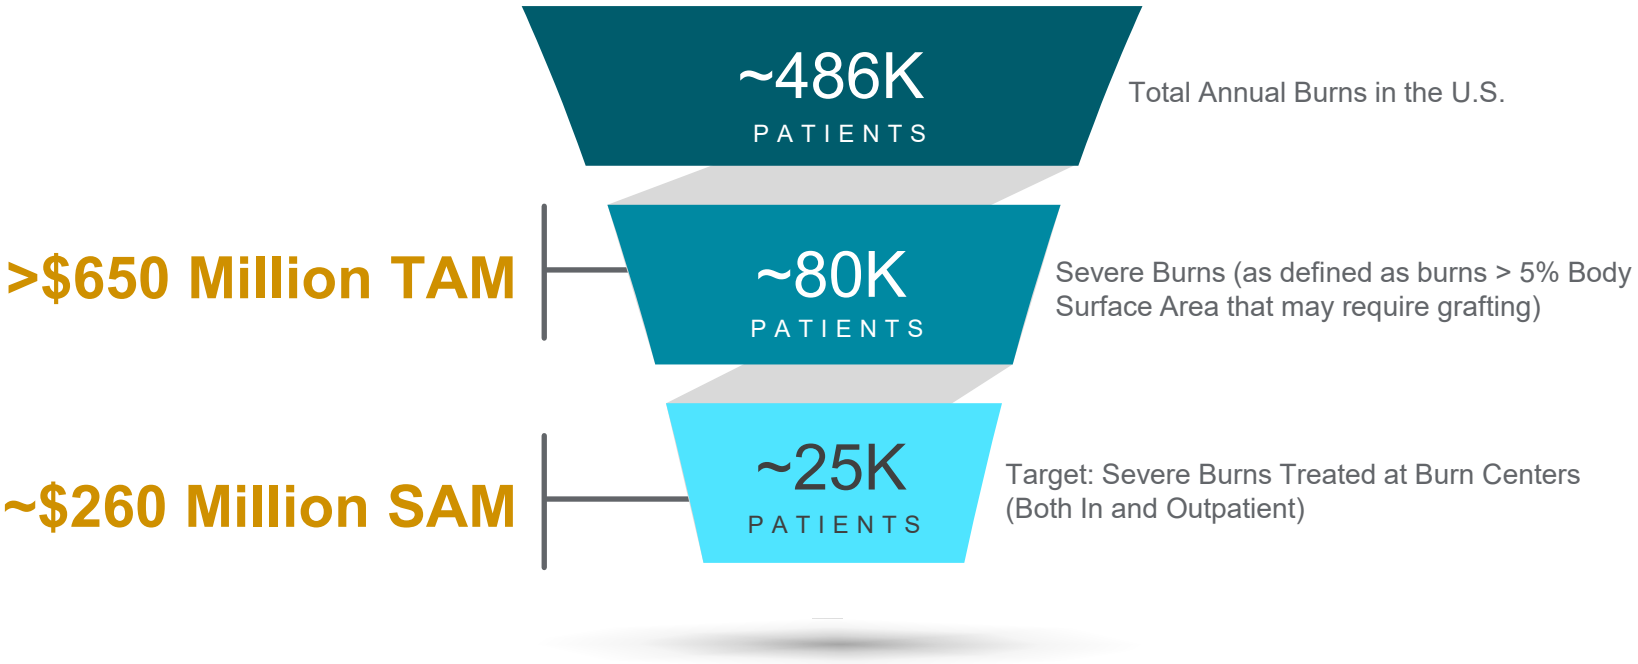 ~486K
PATIENTS
Total Annual Burns in the U.S.
>$650 Million TAM
~80K
PATIENTS
Severe Burns (as defined as burns > 5% Body
Surface Area that may require grafting)
~$260 Million SAM
~25K
PATIENTS
Target: Severe Burns Treated at Burn Centers
(Both In and Outpatient)